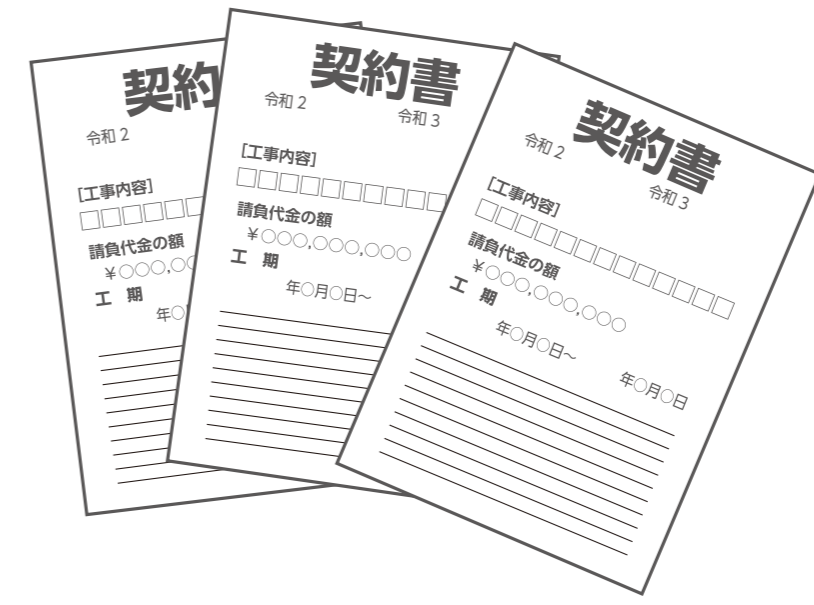 契約
令和 2
[工事内容]
□□□□□□
請負代金の額
￥○○○,○○
工　期
年○
契約書
令和 2
令和 3
[工事内容]
□□□□□□□□□□
請負代金の額
￥○○○,○○○,○○○
工　期
年○月○日～
契約書
令和 2
令和 3
[工事内容]
□□□□□□□□□□□□□
請負代金の額
￥○○○,○○○,○○○
工　期
年○月○日～
年○月○日